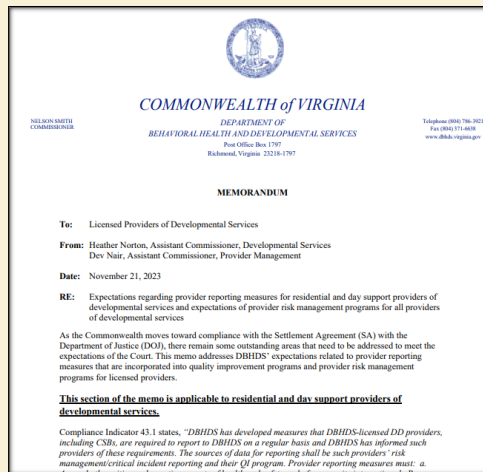 COMMONWEALTH of VIRGINIA
NELSON SMITH
COMMISSIONER
DEPARTMENT OF
BEHAVIORAL HEALTH AND DEVELOPMENTAL SERVICES
Post Office Box 1797
Richmond, Virginia 23218-1797
Telephone (804) 786-3921
Fax (804) 371-6638
www.dbhds.virginia.gov
MEMORANDUM
To: Licensed Providers of Developmental Services
From: Heather Norton, Assistant Commissioner, Developmental Services
Dev Nair, Assistant Commissioner, Provider Management
Date: November 21, 2023
RE: Expectations regarding provider reporting measures for residential and day support providers of
developmental services and expectations of provider risk management programs for all providers
of developmental services
As the Commonwealth moves toward compliance with the Settlement Agreement (SA) with the
Department of Justice (DOJ), there remain some outstanding areas that need to be addressed to meet the
expectations of the Court. This memo addresses DBHDS’ expectations related to provider reporting
measures that are incorporated into quality improvement programs and provider risk management
programs for licensed providers.
This section of the memo is applicable to residential and day support providers of
developmental services.
Compliance Indicator 43.1 states, “DBHDS has developed measures that DBHDS-licensed DD providers,
including CSBs, are required to report to DBHDS on a regular basis and DBHDS has informed such
providers of these requirements. The sources of data for reporting shall be such providers’ risk
management/critical incident reporting and their QI program. Provider reporting measures must: a.